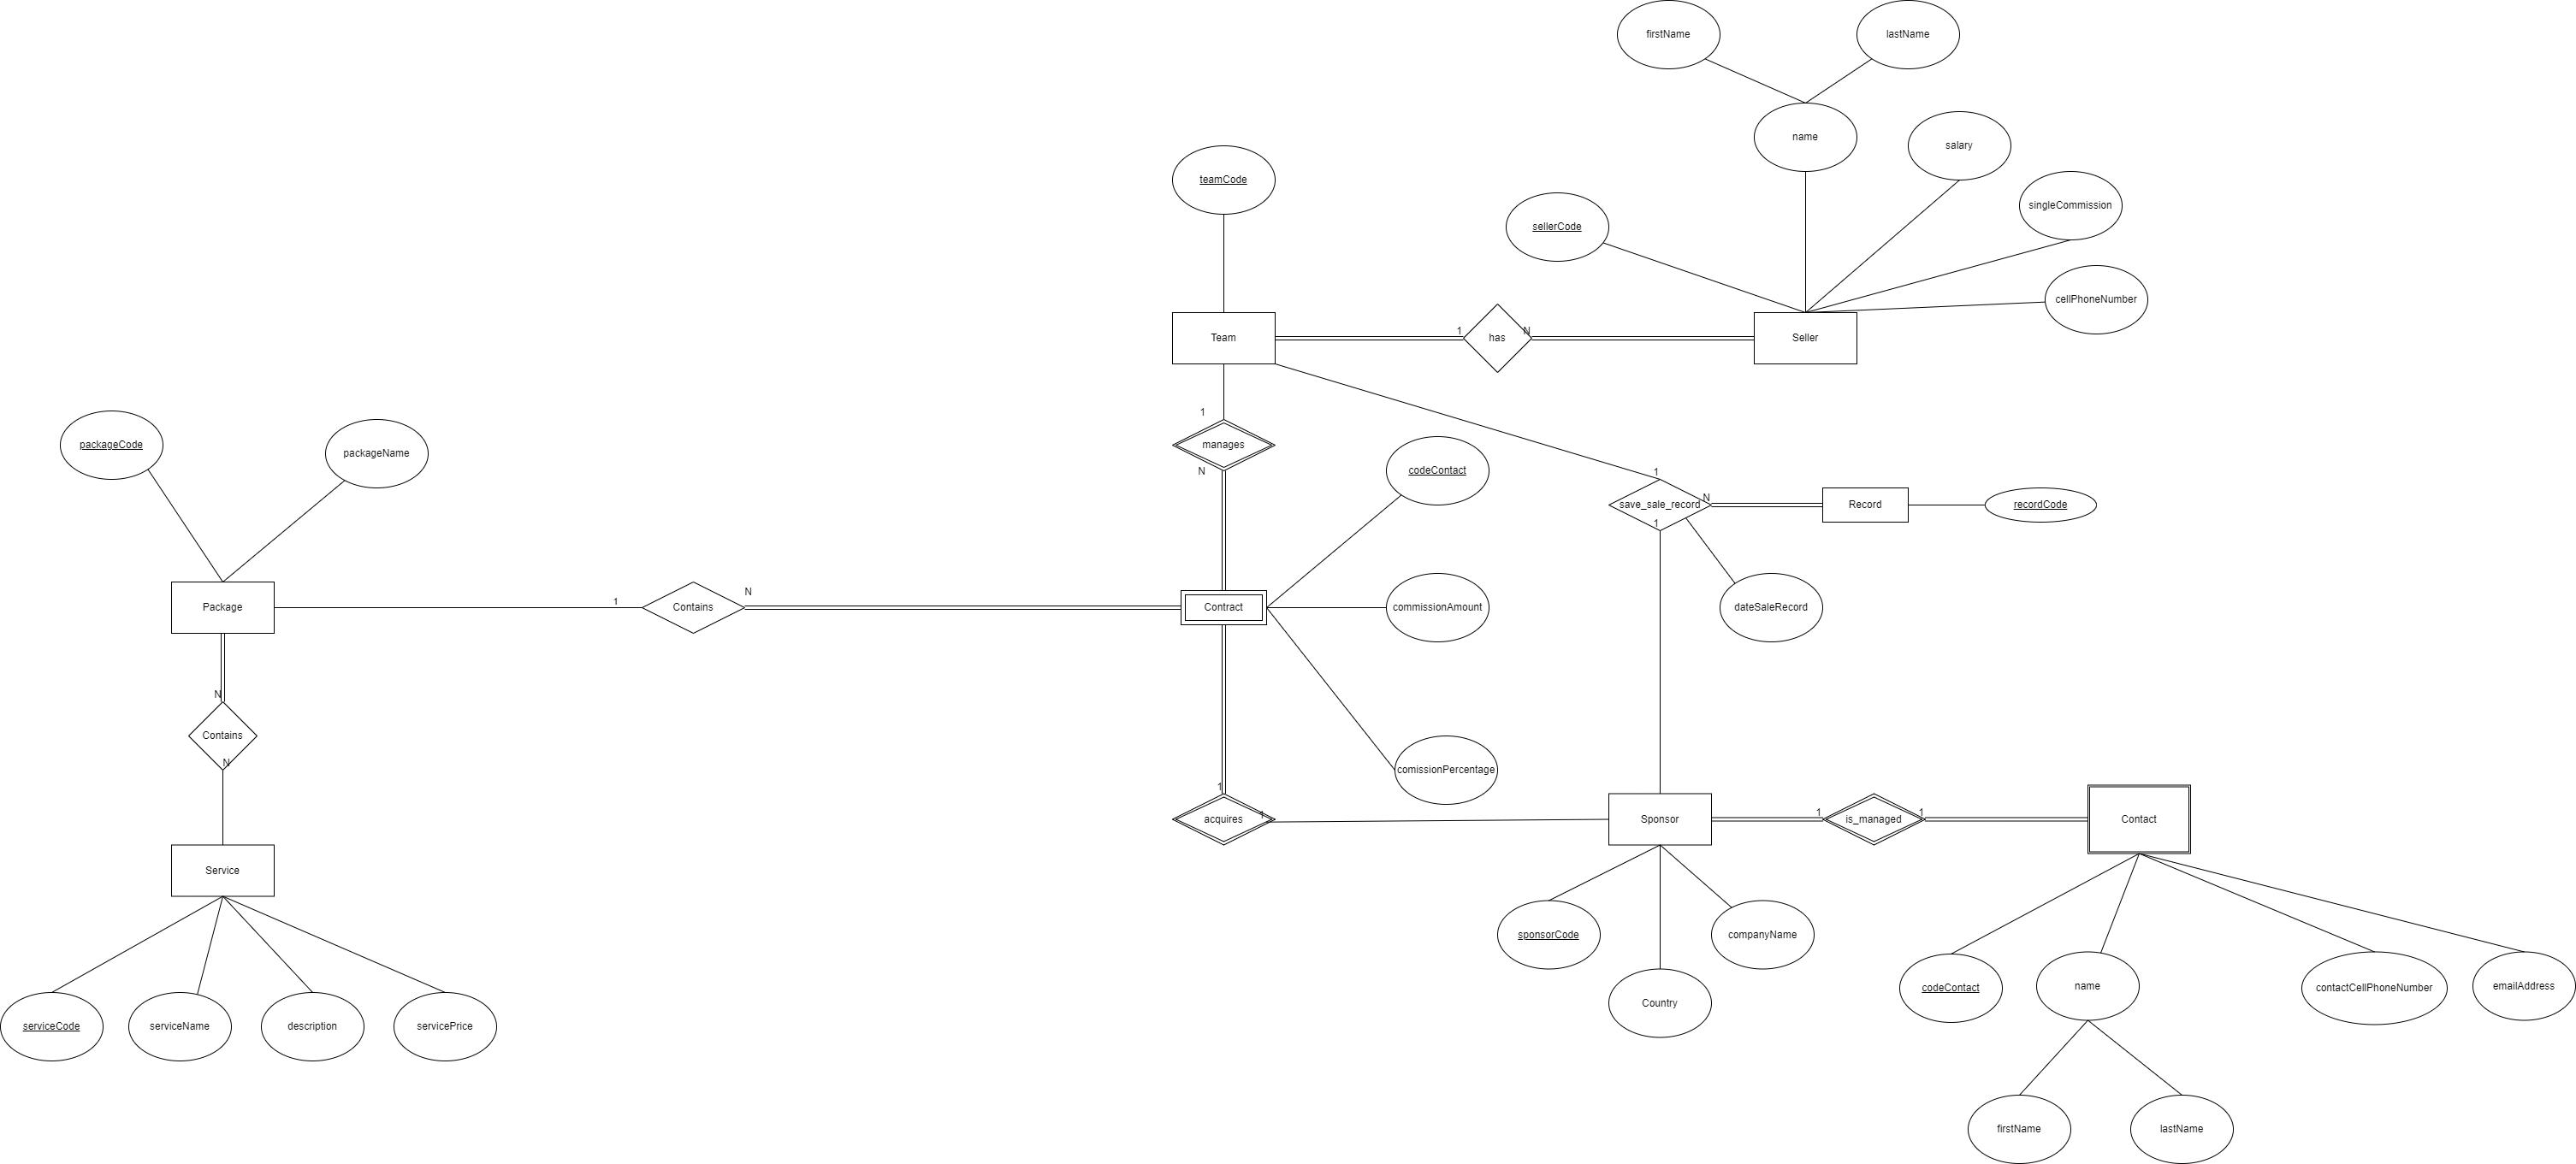 firstName
lastName
name
salary
teamCode
singleCommission
sellerCode
cellPhoneNumber
Team
1
has
N
Seller
1
manages
N
packageCode
packageName
codeContact
1
save_sale_record
N
1
Record
recordCode
dateSaleRecord
Package
1
Contains
N
Contract
commissionAmount
N
Contains
N
comissionPercentage
1
acquires
1
Sponsor
1
is_managed
1
Contact
Service
sponsorCode
companyName
Country
codeContact
name
contactCellPhoneNumber
emailAddress
serviceCode
serviceName
description
servicePrice
firstName
lastName